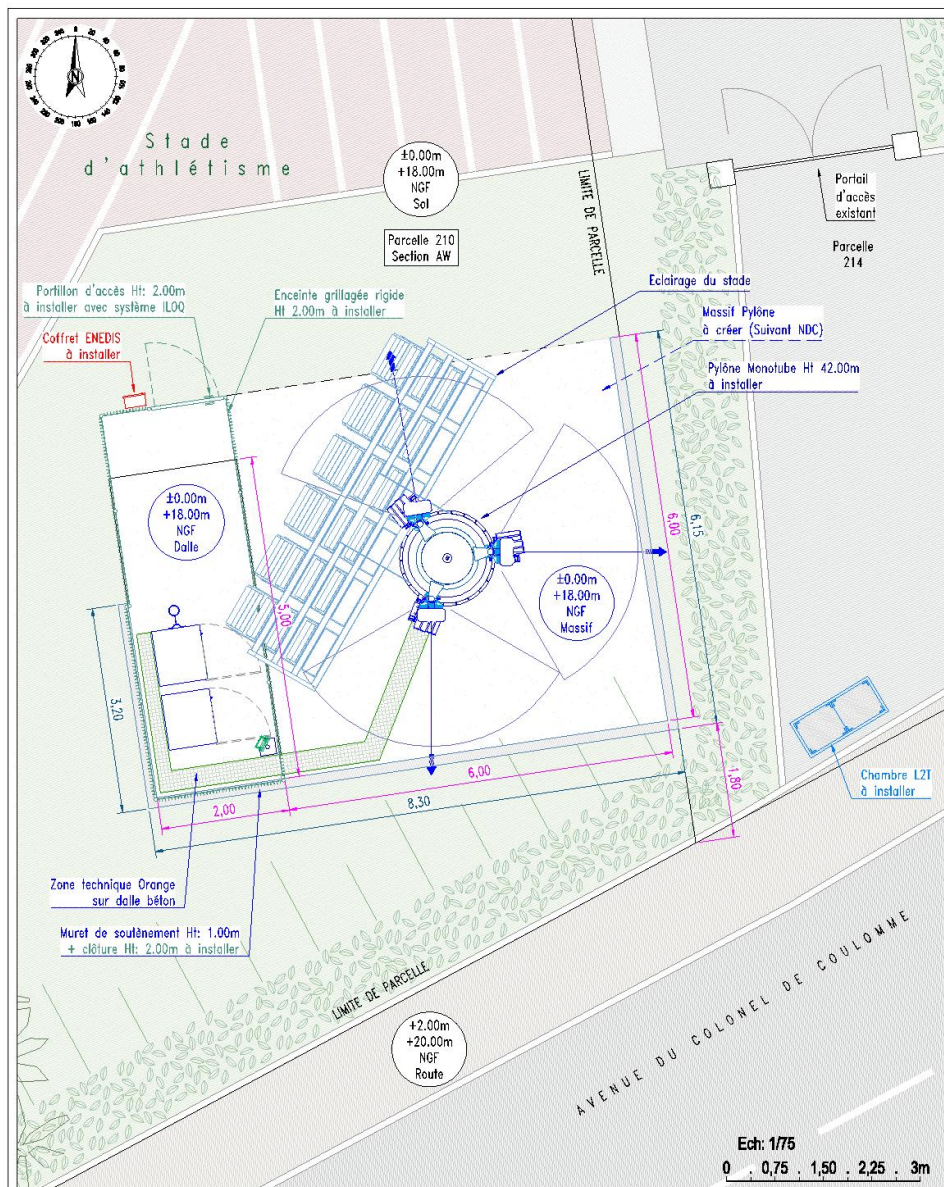 N
Stade
d'athlétisme
±0.00m
+18.00m
NGF
Sol
Parcelle 210
Section AW
LIMITE DE PARCELLE
Portail
d'accès
existant
Parcelle
214
Portillon d'accès Ht: 2.00m
à installer avec système ILOQ
Enceinte grillagée rigide
Ht 2.00m à installer
Eclairage du stade
Coffret ENEDIS
à installer
Massif Pylône
à créer (Suivant NDC)
Pylône Monotube Ht 42.00m
à installer
±0.00m
+18.00m
NGF
Dalle
±0.00m
+18.00m
NGF
Massif
6,00
6,15
5,00
3,20
2,00
6,00
8,30
1,80
Chambre L2T
à installer
Zone technique Orange
sur dalle béton
Muret de soutènement Ht: 1.00m
+ clôture Ht: 2.00m à installer
LIMITE DE PARCELLE
+2.00m
+20.00m
NGF
Route
AVENUE DU COLONEL DE COULOMME
Ech: 1/75
0 . 0,75 . 1,50 . 2,25 . 3m